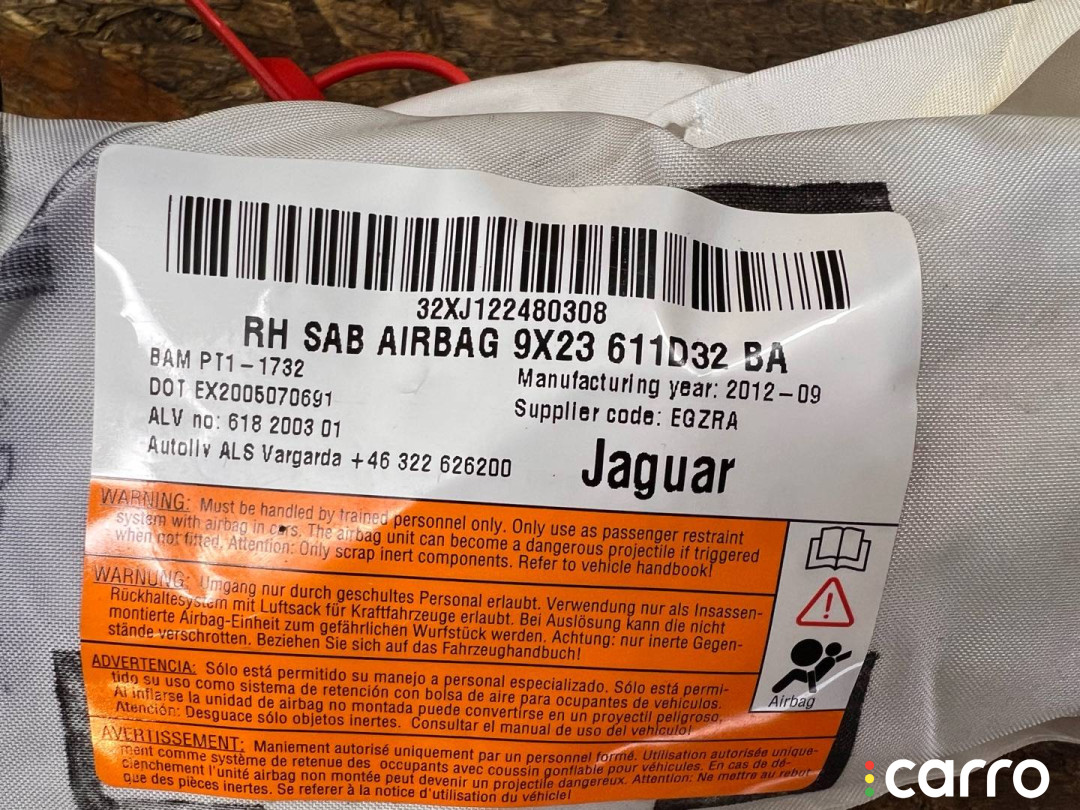 32XJ122480308
RH SAB AIRBAG 9X23 611D32 BA
BAM PT1-1732
Manufacturing year: 2012-09
DOT EX2005070691
Supplier code: EGZRA
ALV no: 618 2003 01
Autoliv ALS Vargarda +46 322 626200
Jaguar
WARNING: Must be handled by trained personnel only. Only use as passenger restraint
system with airbag in cars. The airbag unit can become a dangerous projectile if triggered
when not fitted. Attention: Only scrap inert components. Refer to vehicle handbook!
WARNUNG: Umgang nur durch geschultes Personal erlaubt. Verwendung nur als Insassen-
Rückhaltesystem mit Luftsack für Kraftfahrzeuge erlaubt. Bei Auslösung kann die nicht
montierte Airbag-Einheit zum gefährlichen Wurfstück werden. Achtung: nur inerte Gegen-
stände verschrotten. Beziehen Sie sich auf das Fahrzeughandbuch!
ADVERTENCIA: Sólo está permitido su manejo a personal especializado. Sólo está permi-
tido su uso como sistema de retención con bolsa de aire para ocupantes de vehículos.
Al inflarse la unidad de airbag no montada puede convertirse en un proyectil peligroso.
Atención: Desguace sólo objetos inertes. Consultar el manual de uso del vehículo!
AVERTISSEMENT: Maniement autorisé uniquement par un personnel formé. Utilisation autorisée unique-
ment comme système de retenue des occupants avec coussin gonflable pour véhicules. En cas de dé-
clenchement l'unité airbag non montée peut devenir un projectile dangereux. Attention: Ne mettre au rebut
que des pièces inertes. Se referer à la notice d'utilisation du véhicule!
Airbag
carro